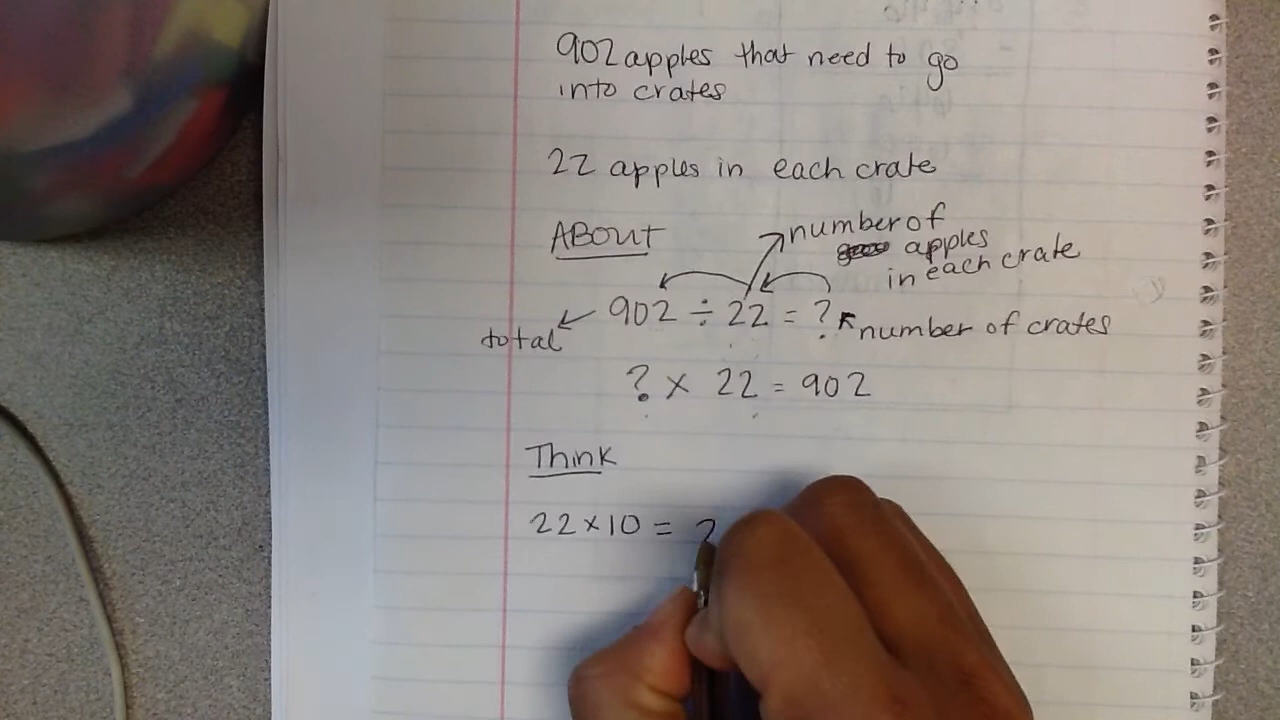 902 apples that need to go
into crates
22 apples in each crate
ABOUT
number of
apples
in each crate
902 ÷ 22 = ?
number of crates
total
? × 22 = 902
Think
22 × 10 = 2